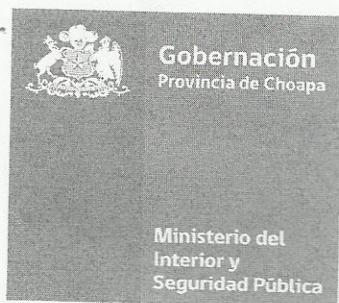 Gobernación
Provincia de Choapa
Ministerio del
Interior y
Seguridad Pública